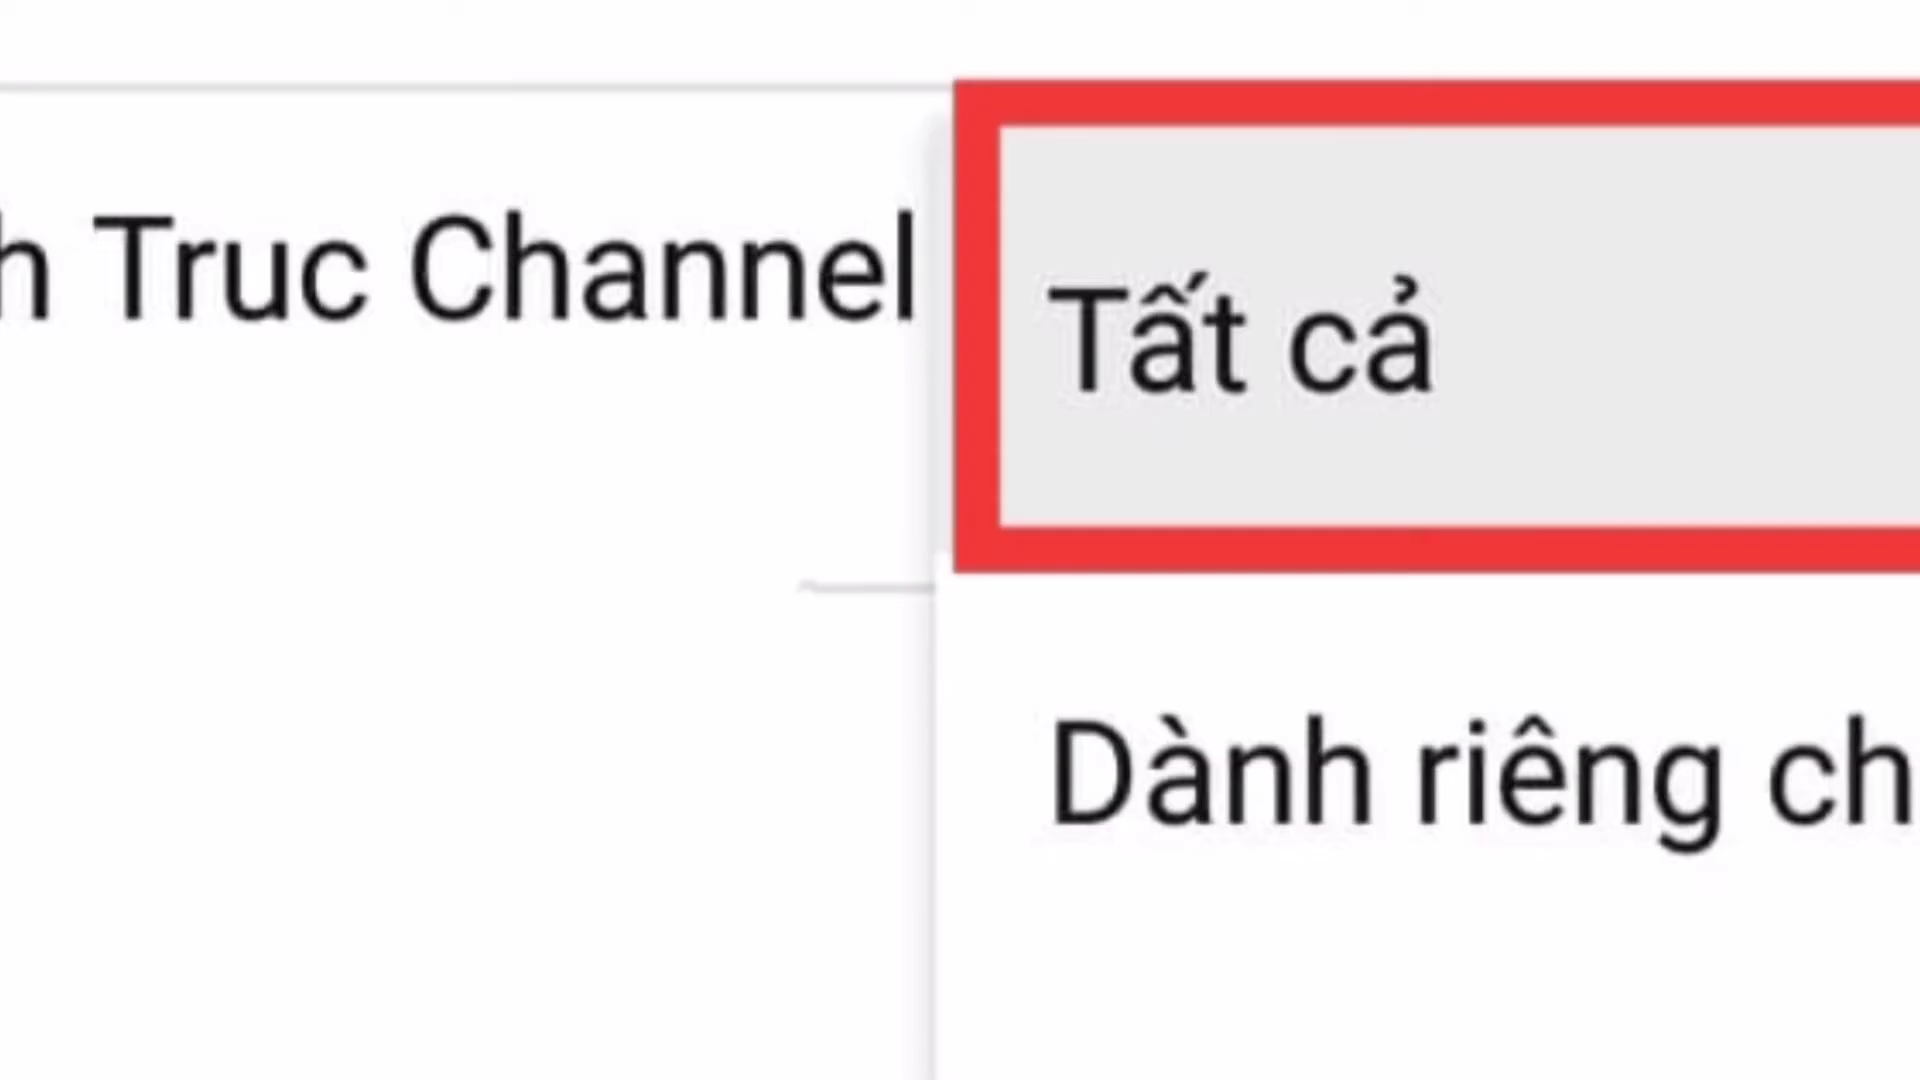 Truc Channel
Tất cả
Dành riêng